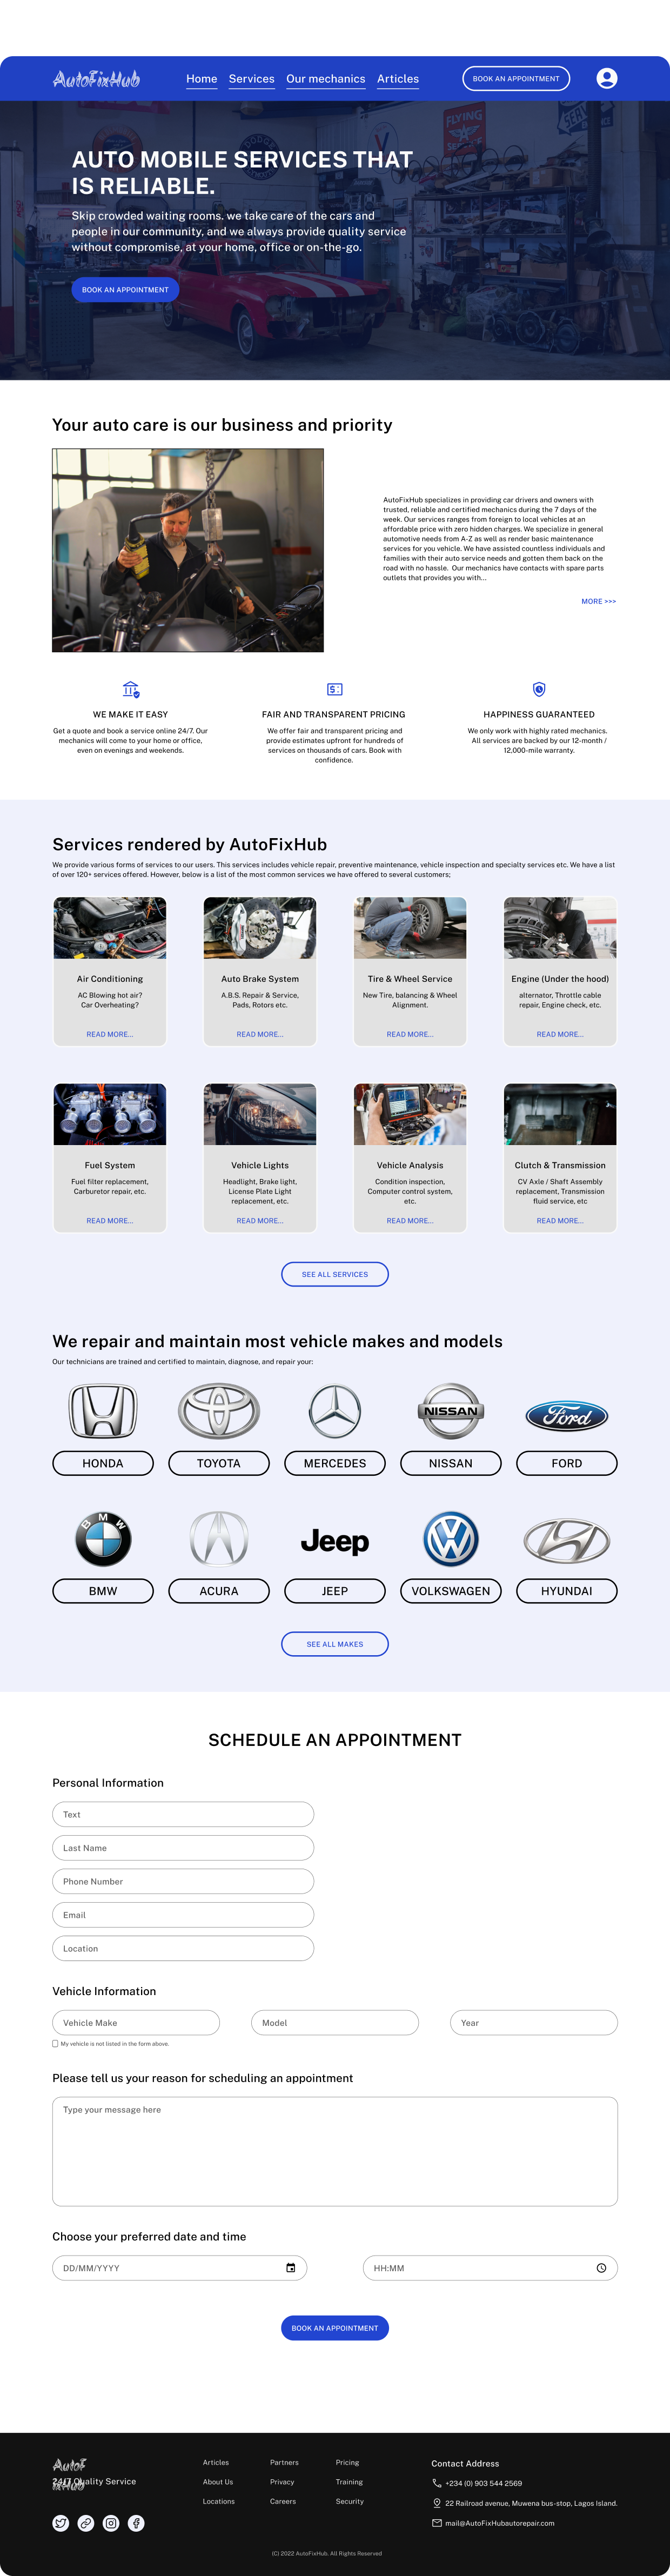 AutoFixHub
Home Services Our mechanics Articles
BOOK AN APPOINTMENT
AUTO MOBILE SERVICES THAT
IS RELIABLE.
Skip crowded waiting rooms, we take care of the cars and
people in our community, and we always provide quality service
without compromise, at your home, office or on-the-go.
BOOK AN APPOINTMENT
FLYING
Your auto care is our business and priority
AutoFixHub specializes in providing car drivers and owners with
trusted, reliable and certified mechanics during the 7 days of the
week. Our services ranges from foreign to local vehicles at an
affordable price with zero hidden charges. We specialize in general
automotive needs from A-Z as well as render basic maintenance
services for you vehicle. We have assisted countless individuals and
families with their auto service needs and gotten them back on the
road with no hassle.  Our mechanics have contacts with spare parts
outlets that provides you with...
MORE >>>
WE MAKE IT EASY
Get a quote and book a service online 24/7. Our
mechanics will come to your home or office,
even on evenings and weekends.
FAIR AND TRANSPARENT PRICING
We offer fair and transparent pricing and
provide estimates upfront for hundreds of
services on thousands of cars. Book with
confidence.
HAPPINESS GUARANTEED
We only work with highly rated mechanics.
All services are backed by our 12-month /
12,000-mile warranty.
Services rendered by AutoFixHub
We provide various forms of services to our users. This services includes vehicle repair, preventive maintenance, vehicle inspection and specialty services etc. We have a list
of over 120+ services offered. However, below is a list of the most common services we have offered to several customers;
Air Conditioning
AC Blowing hot air?
Car Overheating?
READ MORE...
Auto Brake System
A.B.S. Repair & Service,
Pads, Rotors etc.
READ MORE...
Tire & Wheel Service
New Tire, balancing & Wheel
Alignment.
READ MORE...
Engine (Under the hood)
alternator, Throttle cable
repair, Engine check, etc.
READ MORE...
Fuel System
Fuel filter replacement,
Carburetor repair, etc.
READ MORE...
Vehicle Lights
Headlight, Brake light,
License Plate Light
replacement, etc.
READ MORE...
Vehicle Analysis
Condition inspection,
Computer control system,
etc.
READ MORE...
Clutch & Transmission
CV Axle / Shaft Assembly
replacement, Transmission
fluid service, etc
READ MORE...
SEE ALL SERVICES
We repair and maintain most vehicle makes and models
Our technicians are trained and certified to maintain, diagnose, and repair your:
NISSAN
Ford
HONDA
TOYOTA
MERCEDES
NISSAN
FORD
BMW
Jeep
BMW
ACURA
JEEP
VOLKSWAGEN
HYUNDAI
SEE ALL MAKES
SCHEDULE AN APPOINTMENT
Personal Information
Text
Last Name
Phone Number
Email
Location
Vehicle Information
Vehicle Make
Model
Year
My vehicle is not listed in the form above.
Please tell us your reason for scheduling an appointment
Type your message here
Choose your preferred date and time
DD/MM/YYYY
HH:MM
BOOK AN APPOINTMENT
AutoF
ixHub
24/7 Quality Service
Articles
About Us
Locations
Partners
Privacy
Careers
Pricing
Training
Security
Contact Address
+234 (0) 903 544 2569
22 Railroad avenue, Muwena bus-stop, Lagos Island.
mail@AutoFixHubautorepair.com
(C) 2022 AutoFixHub. All Rights Reserved